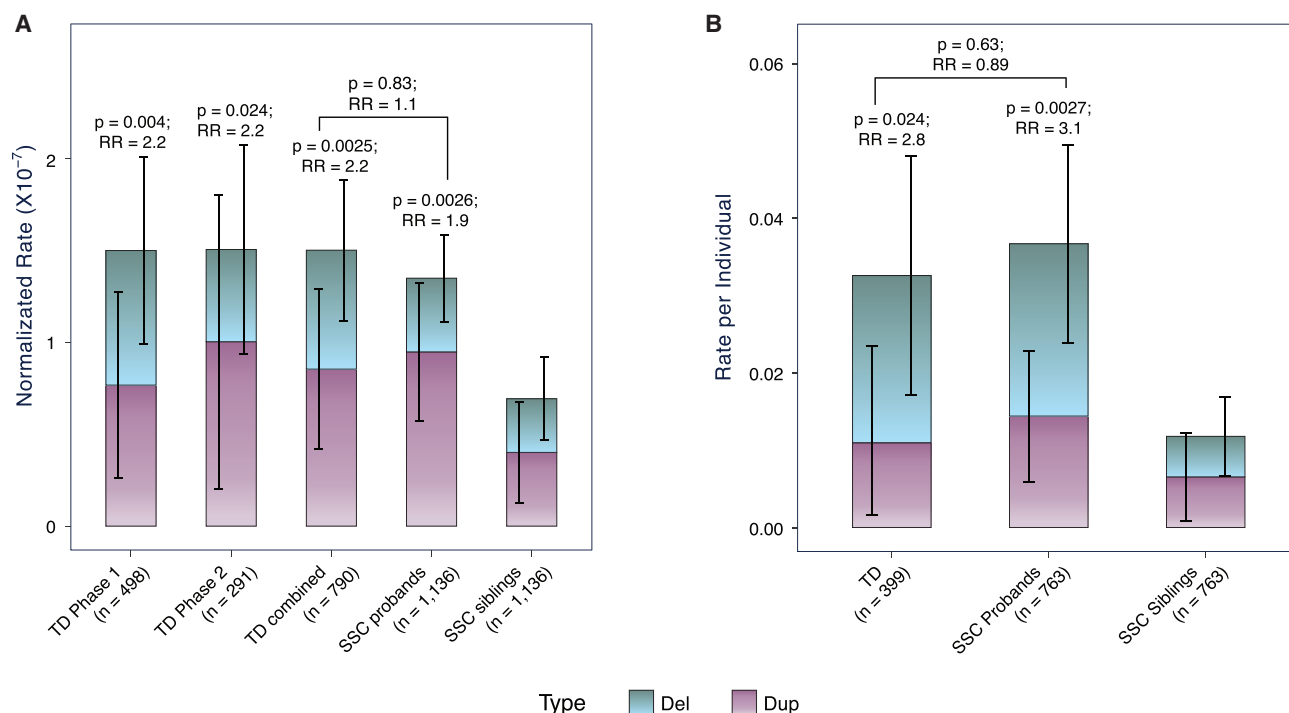 A
Normalizated Rate (X10⁻⁷)
2
1
0
p = 0.004;
RR = 2.2
p = 0.024;
RR = 2.2
p = 0.83;
RR = 1.1
p = 0.0025;
RR = 2.2
p = 0.0026;
RR = 1.9
TD Phase 1
(n = 498)
TD Phase 2
(n = 291)
TD combined
(n = 790)
SSC probands
(n = 1,136)
SSC siblings
(n = 1,136)
B
Rate per Individual
0.06
0.04
0.02
0.00
p = 0.63;
RR = 0.89
p = 0.024;
RR = 2.8
p = 0.0027;
RR = 3.1
TD
(n = 399)
SSC Probands
(n = 763)
SSC Siblings
(n = 763)
Type Del Dup